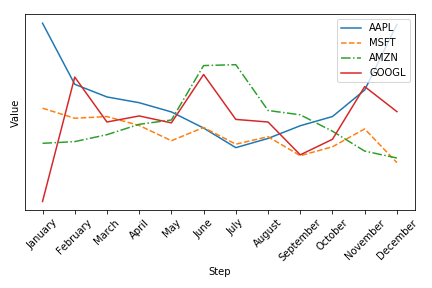 AAPL
MSFT
AMZN
GOOGL
Value
January
February
March
April
May
June
July
August
September
October
November
December
Step